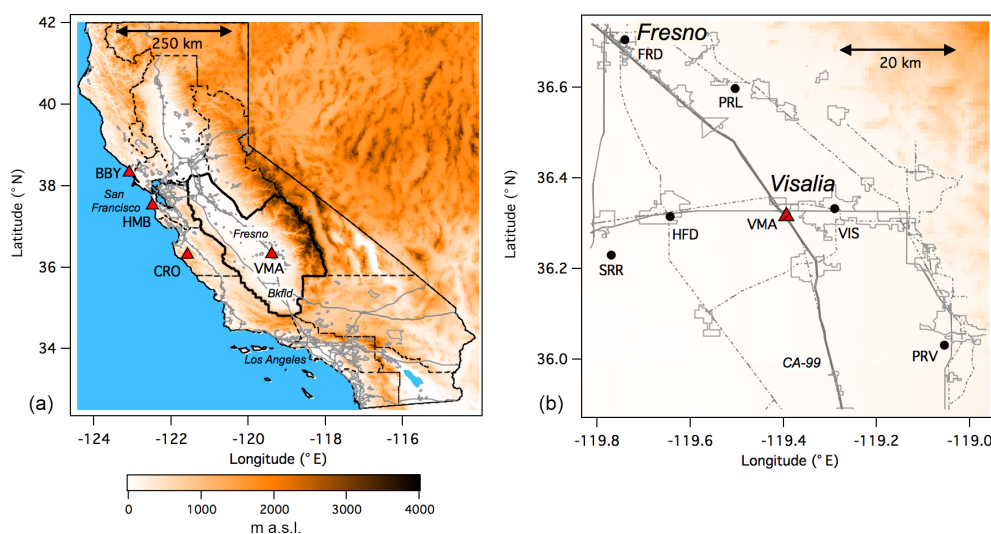 42
40
38
36
34
Latitude (° N)
250 km
BBY
San
Francisco
HMB
CRO
Fresno
VMA
Bkfld
Los Angeles
(a)
-124
-122
-120
-118
-116
Longitude (° E)
0
1000
2000
3000
4000
m a.s.l.
36.6
36.4
36.2
36.0
Latitude (° N)
Fresno
FRD
20 km
PRL
Visalia
VMA
VIS
HFD
SRR
PRV
CA-99
(b)
-119.8
-119.6
-119.4
-119.2
-119.0
Longitude (° E)